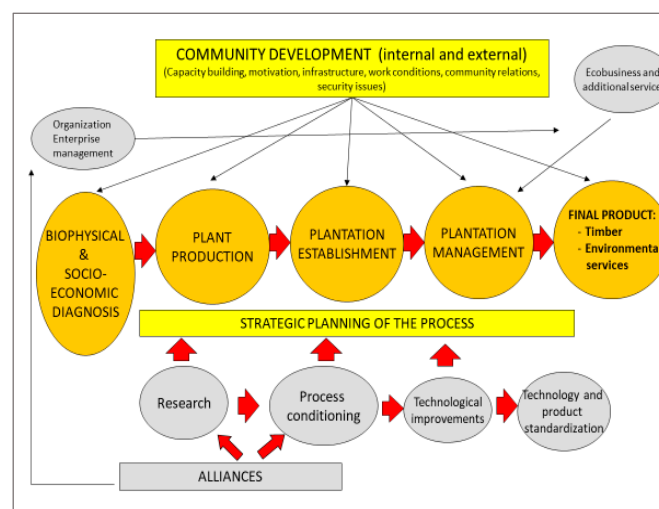 COMMUNITY DEVELOPMENT (internal and external)
(Capacity building, motivation, infrastructure, work conditions, community relations,
security issues)
Ecobusiness and
additional service
Organization
Enterprise
management
BIOPHYSICAL
&
SOCIO-
ECONOMIC
DIAGNOSIS
PLANT
PRODUCTION
PLANTATION
ESTABLISHMENT
PLANTATION
MANAGEMENT
FINAL PRODUCT:
- Timber
- Environmental
services
STRATEGIC PLANNING OF THE PROCESS
Research
Process
conditioning
Technological
improvements
Technology and
product
standardization
ALLIANCES